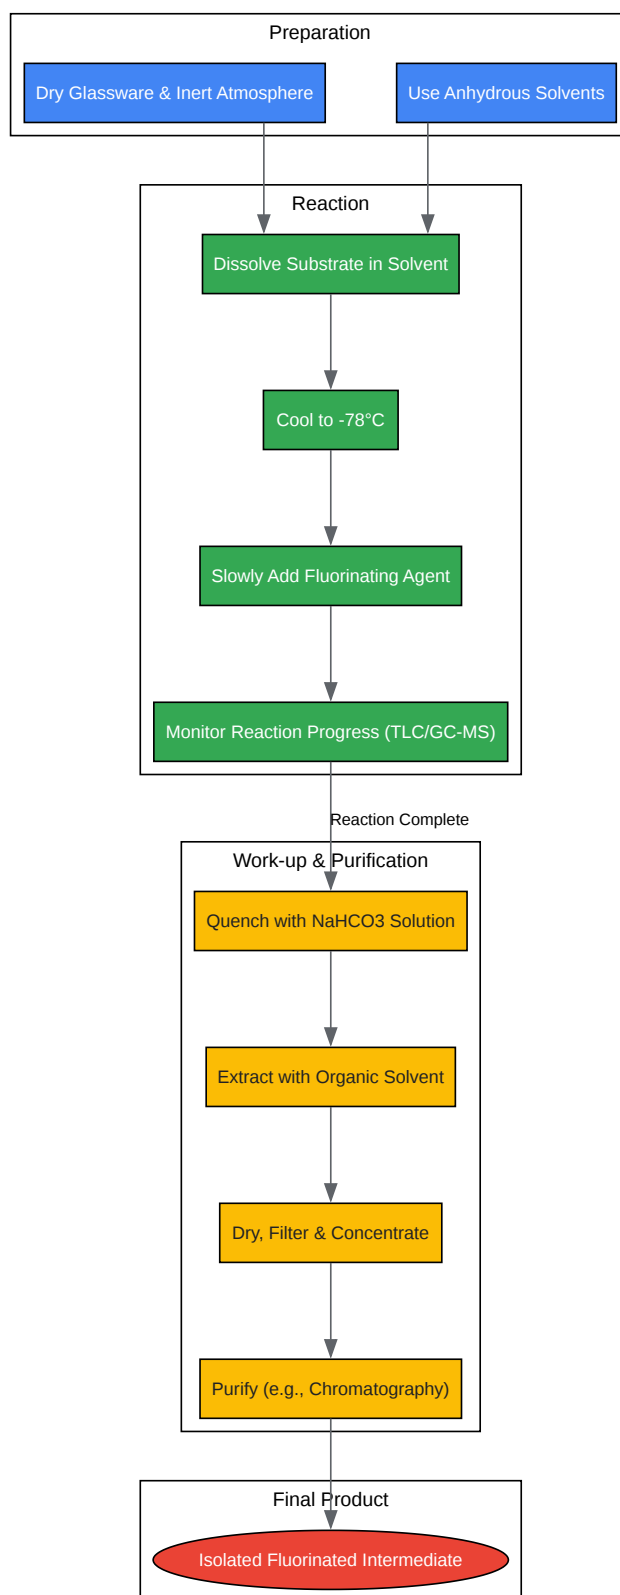 Preparation
Dry Glassware & Inert Atmosphere
Use Anhydrous Solvents
Reaction
Dissolve Substrate in Solvent
Cool to -78°C
Slowly Add Fluorinating Agent
Monitor Reaction Progress (TLC/GC-MS)
Reaction Complete
Work-up & Purification
Quench with NaHCO3 Solution
Extract with Organic Solvent
Dry, Filter & Concentrate
Purify (e.g., Chromatography)
Final Product
Isolated Fluorinated Intermediate